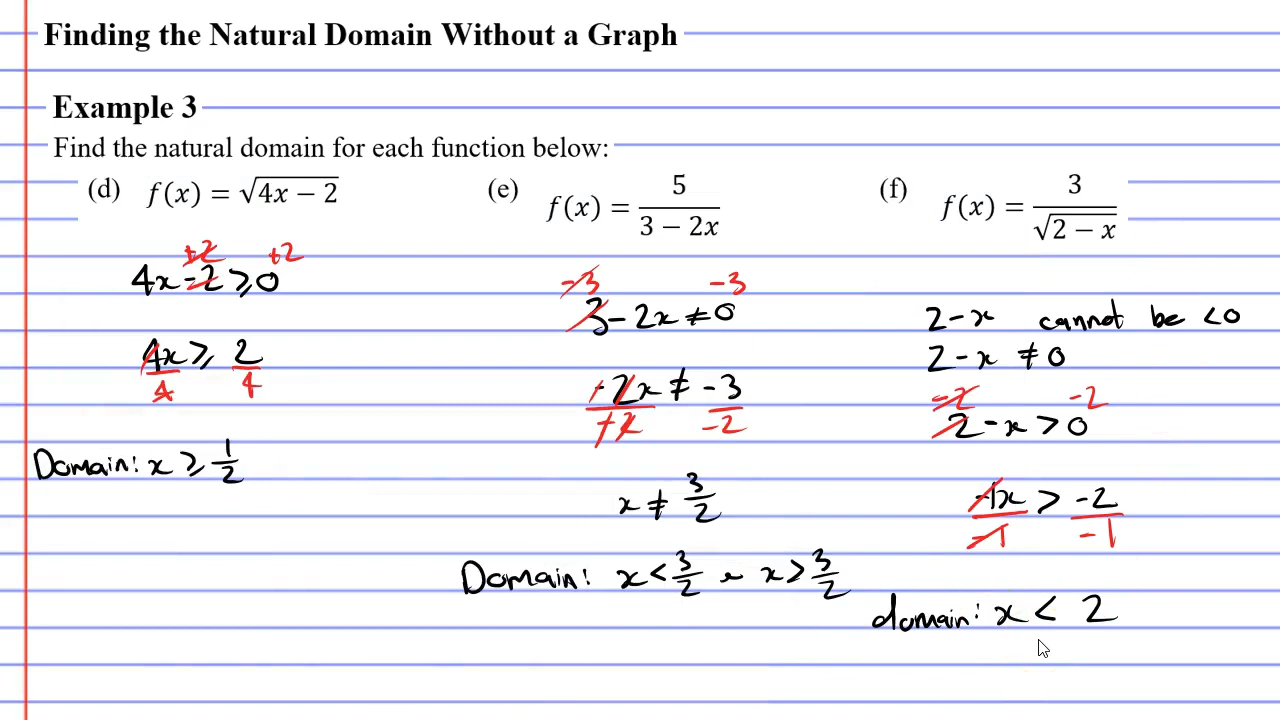 Finding the Natural Domain Without a Graph
Example 3
Find the natural domain for each function below:
(d) f(x) = √(4x − 2)
+2 +2
4x - 2 ≥ 0
4x ≥ 2
4 4
Domain: x ≥ 1/2
(e) f(x) = 5/(3 − 2x)
-3 -3
3 - 2x ≠ 0
-2x ≠ -3
-2 -2
x ≠ 3/2
Domain: x < 3/2 x > 3/2
(f) f(x) = 3/√(2 − x)
2 - x cannot be < 0
2 - x ≠ 0
-2 -2
2 - x > 0
-1x > -2
-1 -1
domain: x < 2